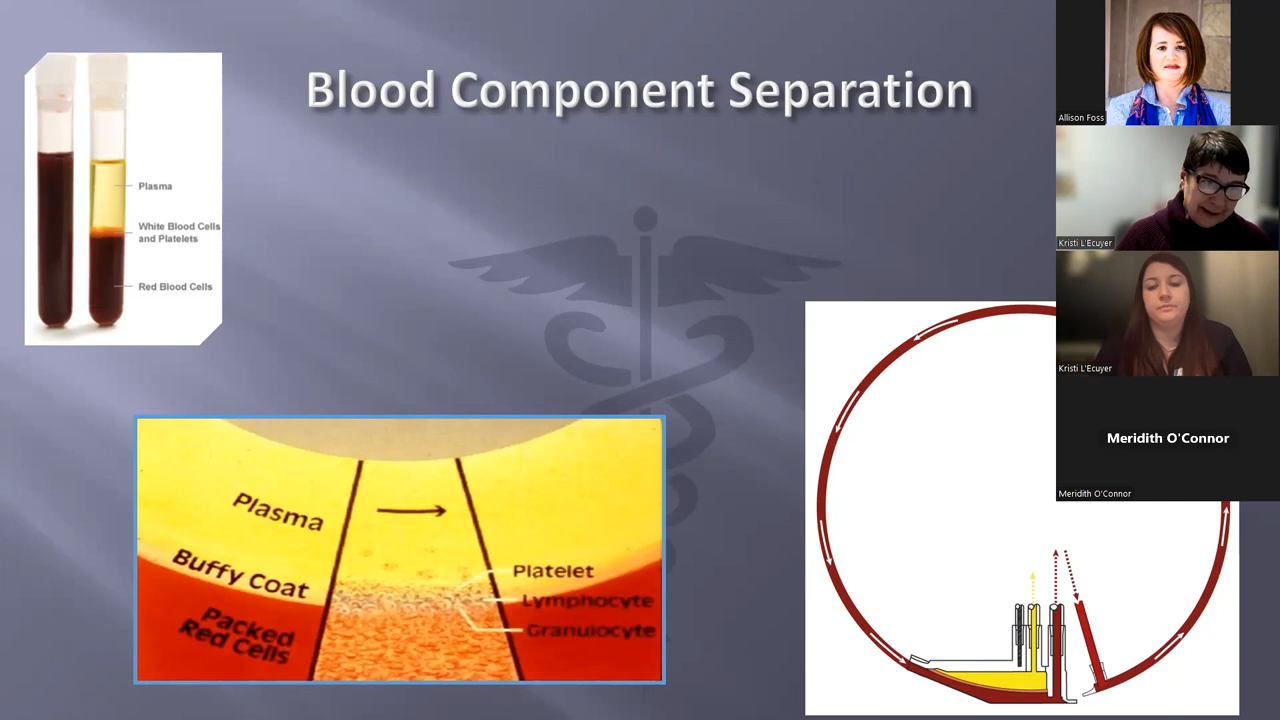 Blood Component Separation
Plasma
White Blood Cells
and Platelets
Red Blood Cells
Plasma
Buffy Coat
Packed
Red Cells
Platelet
Lymphocyte
Granulocyte
Allison Foss
Kristi L'Ecuyer
Kristi L'Ecuyer
Meridith O'Connor
Meridith O'Connor